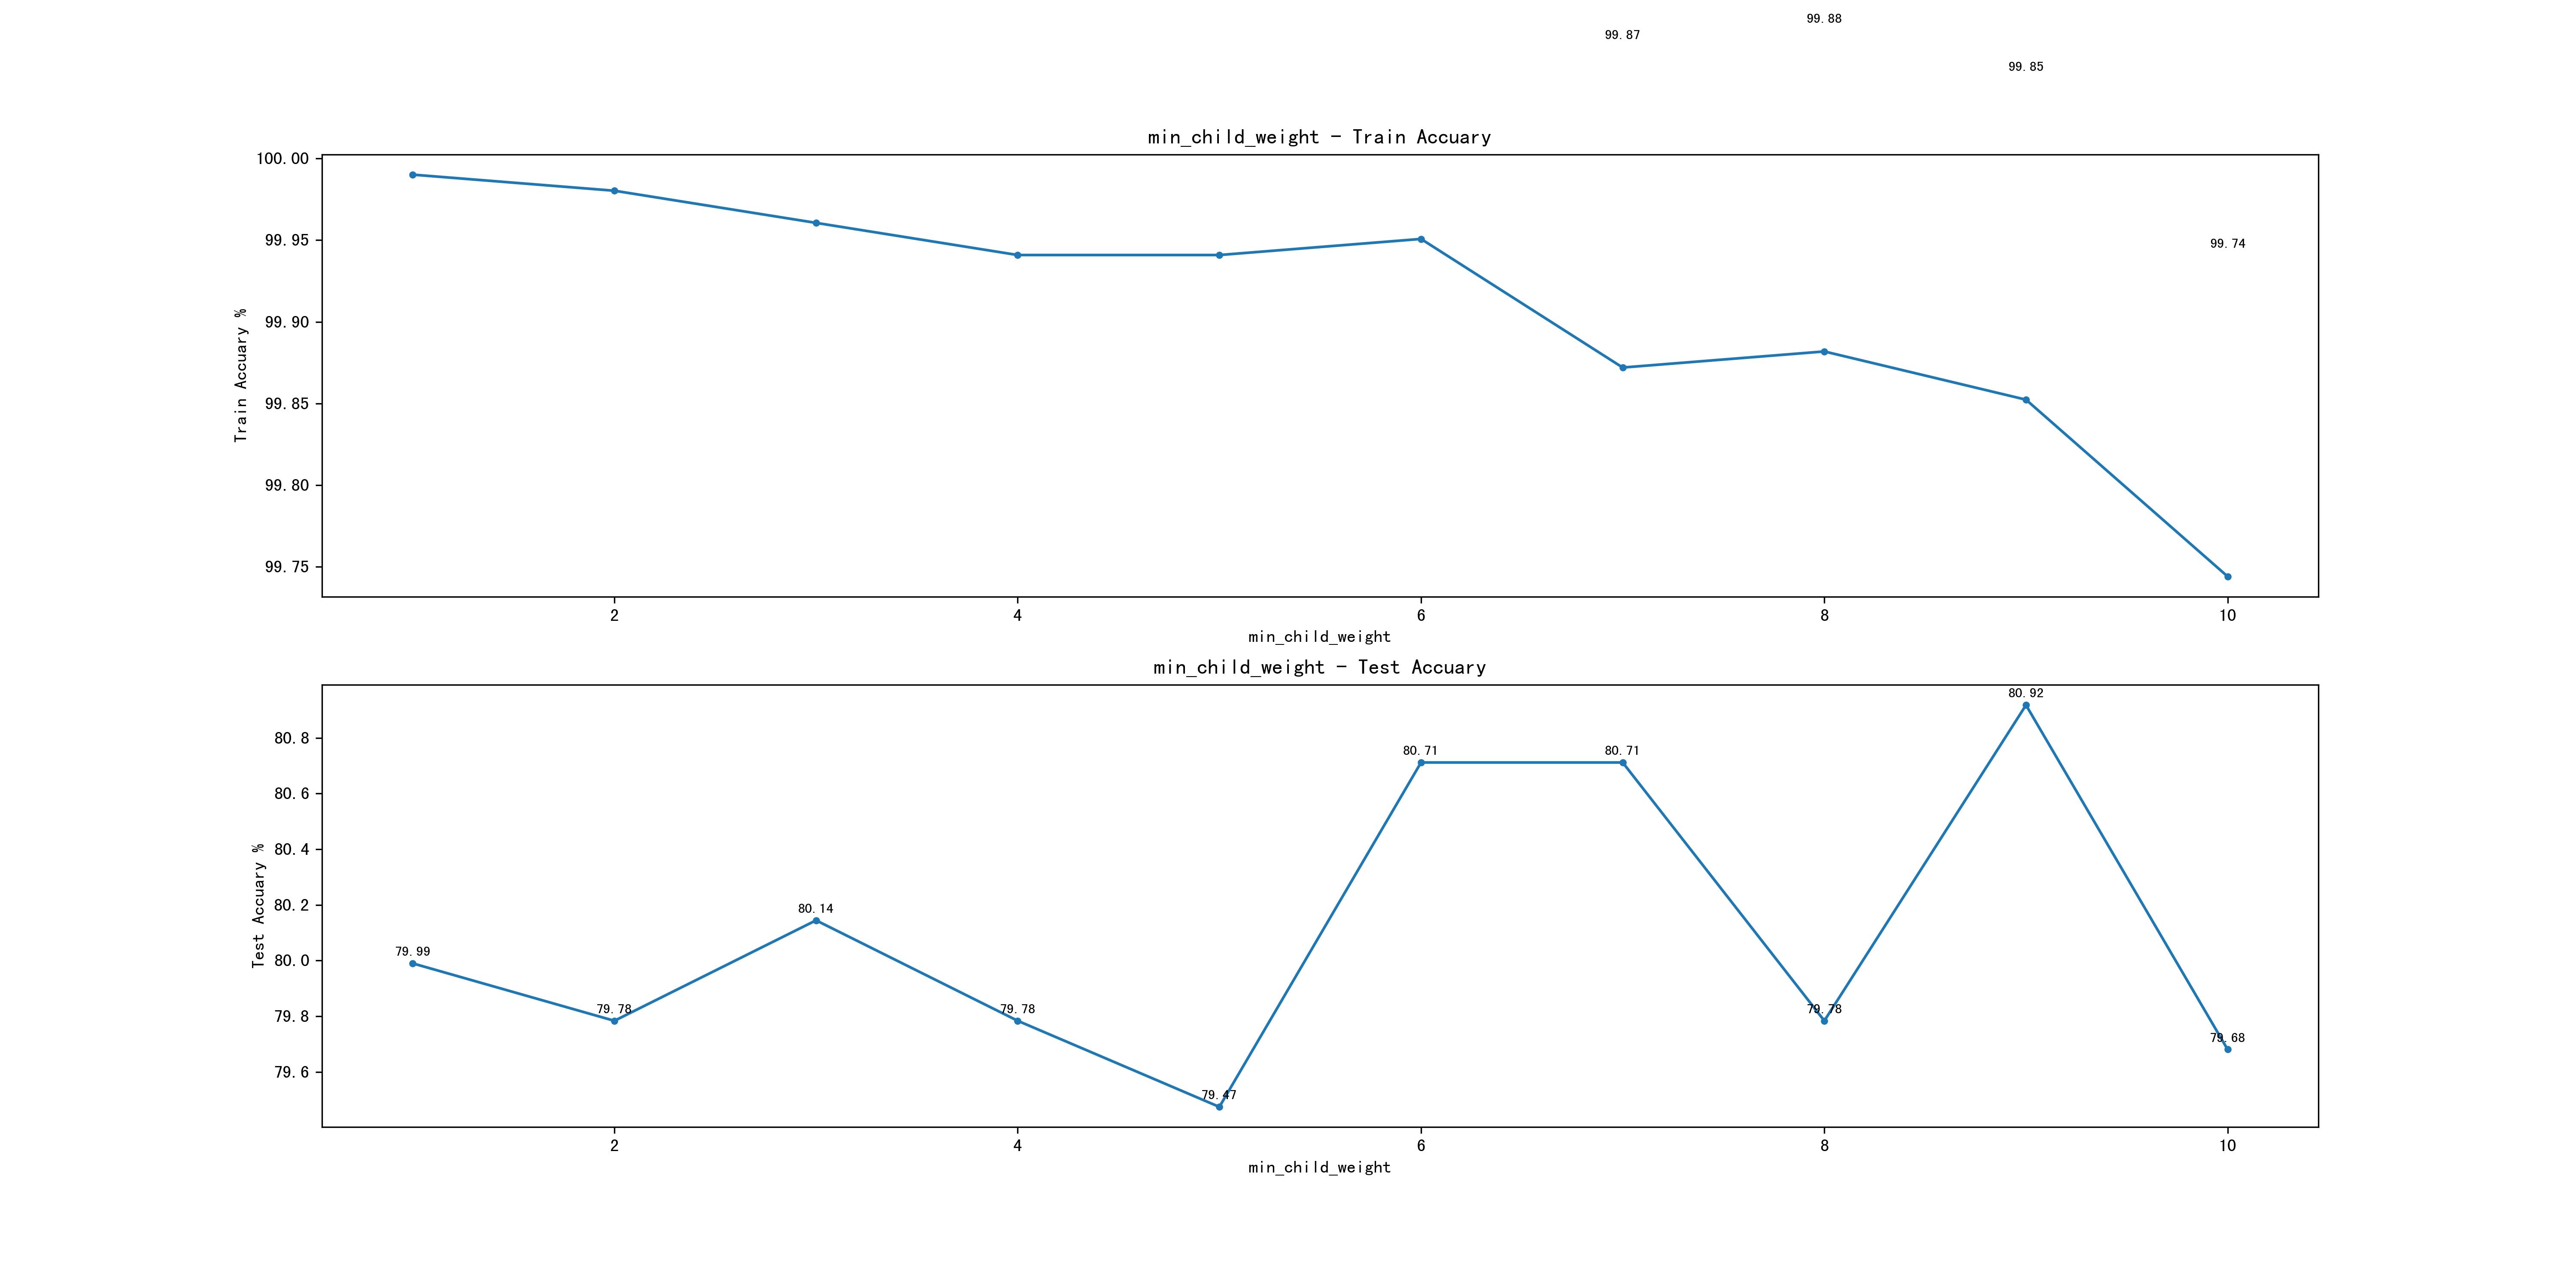 99.88
99.87
99.85
min_child_weight - Train Accuary
100.00
99.95
99.74
99.90
99.85
99.80
99.75
Train Accuary %
2 4 6 8 10
min_child_weight
min_child_weight - Test Accuary
80.92
80.8
80.71 80.71
80.6
80.4
80.2
80.14
80.0
79.99
79.78 79.78 79.78
79.8
79.68
79.6
79.47
Test Accuary %
2 4 6 8 10
min_child_weight